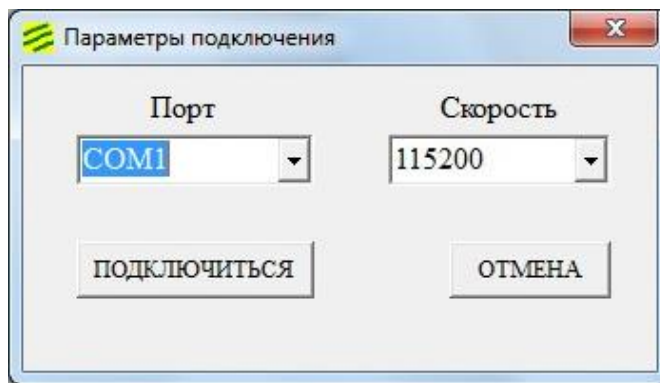 Параметры подключения
Порт Скорость
COM1 115200
ПОДКЛЮЧИТЬСЯ ОТМЕНА